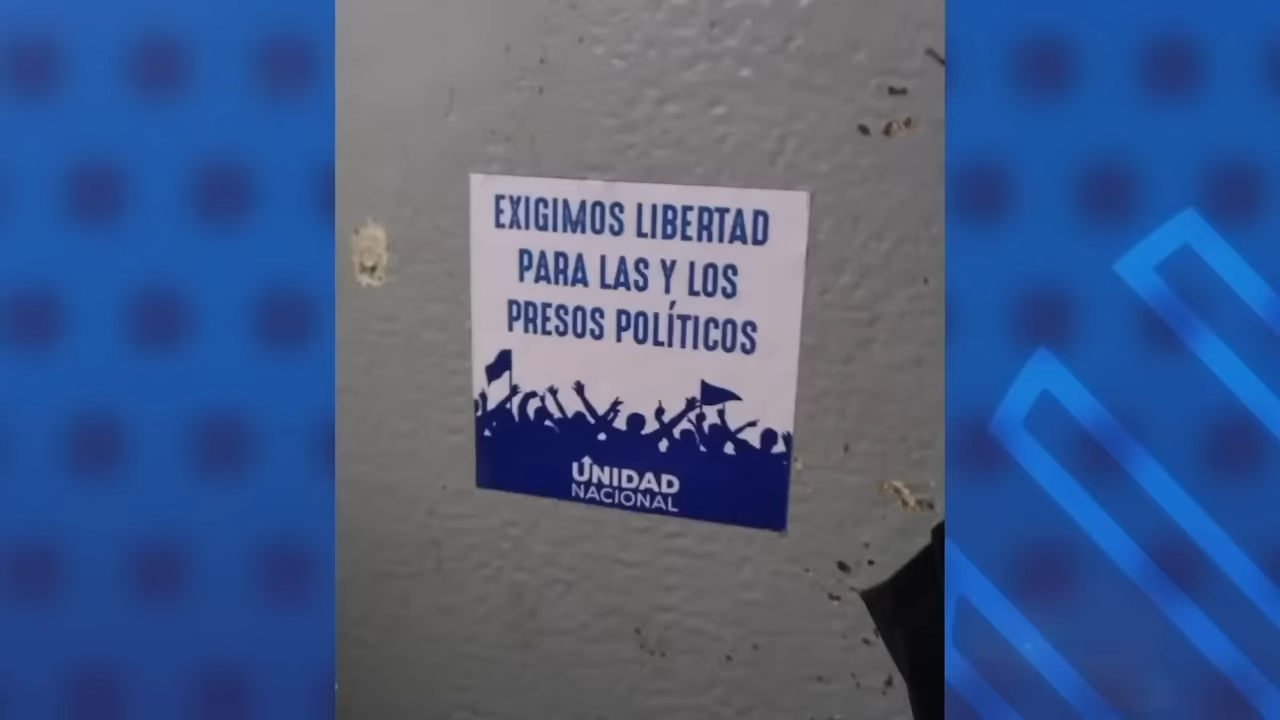 EXIGIMOS LIBERTAD
PARA LAS Y LOS
PRESOS POLÍTICOS
UNIDAD
NACIONAL